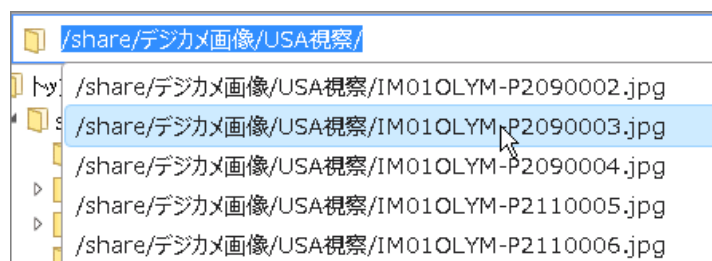 /share/デジカメ画像/USA視察/
トッ
/share/デジカメ画像/USA視察/IM01OLYM-P2090002.jpg
s
/share/デジカメ画像/USA視察/IM01OLYM-P2090003.jpg
/share/デジカメ画像/USA視察/IM01OLYM-P2090004.jpg
/share/デジカメ画像/USA視察/IM01OLYM-P2110005.jpg
/share/デジカメ画像/USA視察/IM01OLYM-P2110006.jpg